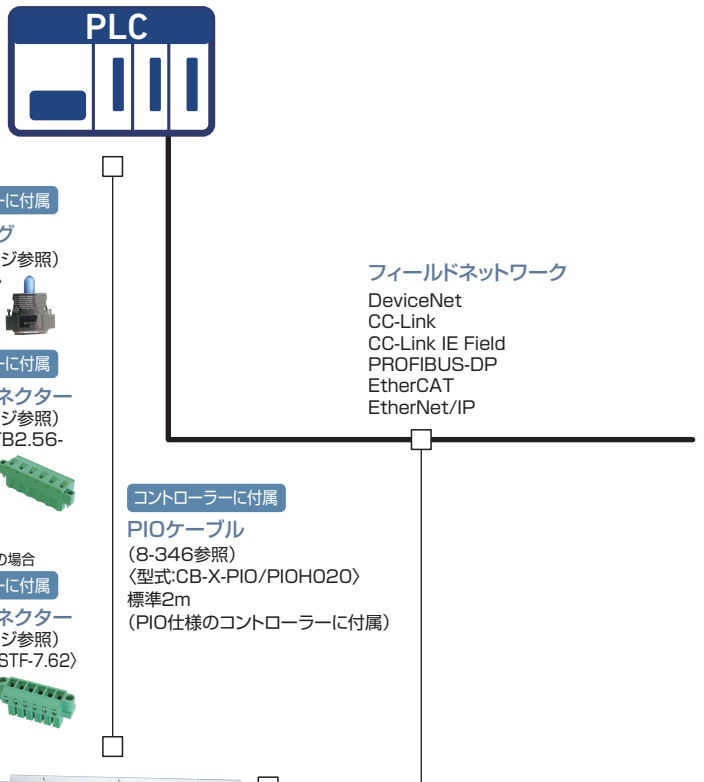 PLC
ーに付属
グ
ジ参照）
ーに付属
ネクター
ジ参照）
TB2.56-
の場合
ーに付属
ネクター
ジ参照）
STF-7.62〉
フィールドネットワーク
DeviceNet
CC-Link
CC-Link IE Field
PROFIBUS-DP
EtherCAT
EtherNet/IP
コントローラーに付属
PIOケーブル
（8-346参照）
〈型式:CB-X-PIO/PIOH020〉
標準2m
（PIO仕様のコントローラーに付属）